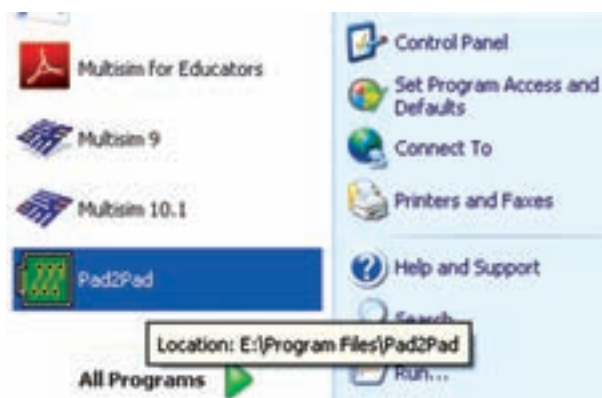 Multisim for Educators
Multisim 9
Multisim 10.1
Pad2Pad
Location: E:\Program Files\Pad2Pad
All Programs
Control Panel
Set Program Access and
Defaults
Connect To
Printers and Faxes
Help and Support
Search
Run...